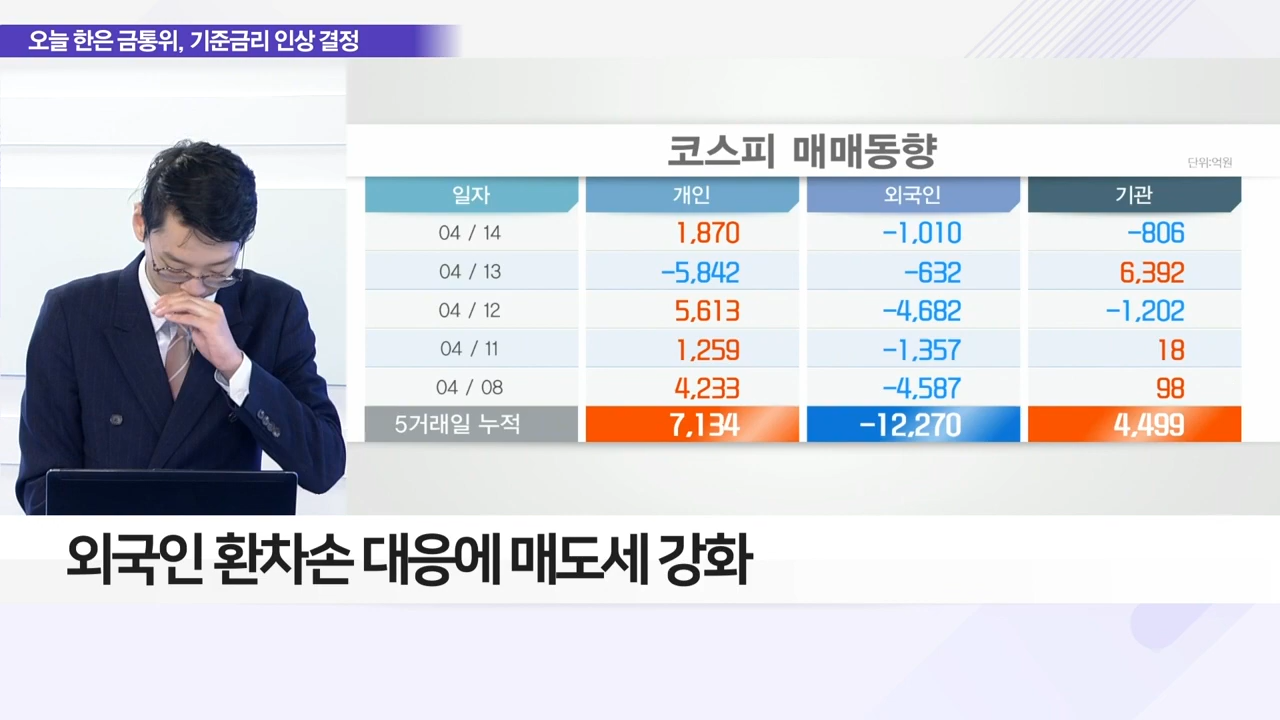 오늘 한은 금통위, 기준금리 인상 결정
코스피 매매동향
단위:억원
일자 개인 외국인 기관
04 / 14 1,870 -1,010 -806
04 / 13 -5,842 -632 6,392
04 / 12 5,613 -4,682 -1,202
04 / 11 1,259 -1,357 18
04 / 08 4,233 -4,587 98
5거래일 누적 7,134 -12,270 4,499
외국인 환차손 대응에 매도세 강화